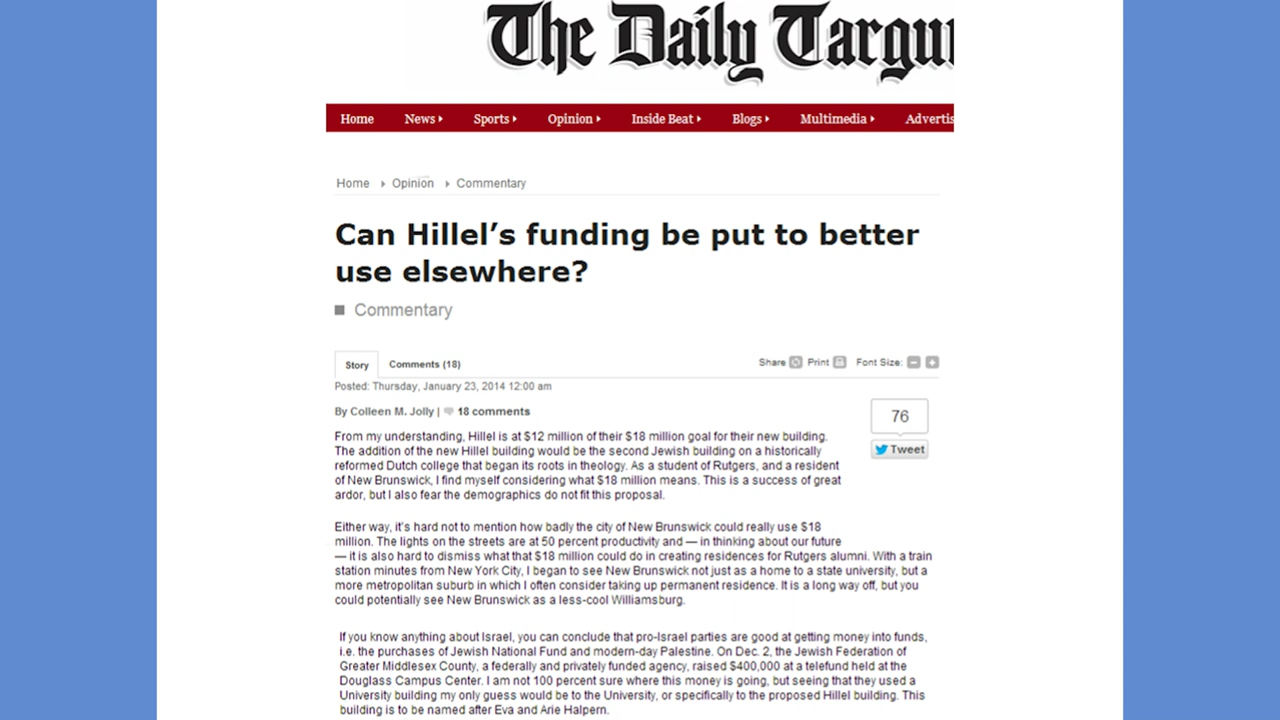 The Daily Targu
Home News Sports Opinion Inside Beat Blogs Multimedia Advertis
Home Opinion Commentary
Can Hillel's funding be put to better
use elsewhere?
Commentary
Story Comments (18) Share Print Font Size:
Posted: Thursday, January 23, 2014 12:00 am
By Colleen M. Jolly | 18 comments
76
Tweet
From my understanding, Hillel is at $12 million of their $18 million goal for their new building.
The addition of the new Hillel building would be the second Jewish building on a historically
reformed Dutch college that began its roots in theology. As a student of Rutgers, and a resident
of New Brunswick, I find myself considering what $18 million means. This is a success of great
ardor, but I also fear the demographics do not fit this proposal.
Either way, it's hard not to mention how badly the city of New Brunswick could really use $18
million. The lights on the streets are at 50 percent productivity and — in thinking about our future
— it is also hard to dismiss what that $18 million could do in creating residences for Rutgers alumni. With a train
station minutes from New York City, I began to see New Brunswick not just as a home to a state university, but a
more metropolitan suburb in which I often consider taking up permanent residence. It is a long way off, but you
could potentially see New Brunswick as a less-cool Williamsburg.
If you know anything about Israel, you can conclude that pro-Israel parties are good at getting money into funds,
i.e. the purchases of Jewish National Fund and modern-day Palestine. On Dec. 2, the Jewish Federation of
Greater Middlesex County, a federally and privately funded agency, raised $400,000 at a telefund held at the
Douglass Campus Center. I am not 100 percent sure where this money is going, but seeing that they used a
University building my only guess would be to the University, or specifically to the proposed Hillel building. This
building is to be named after Eva and Arie Halpern.